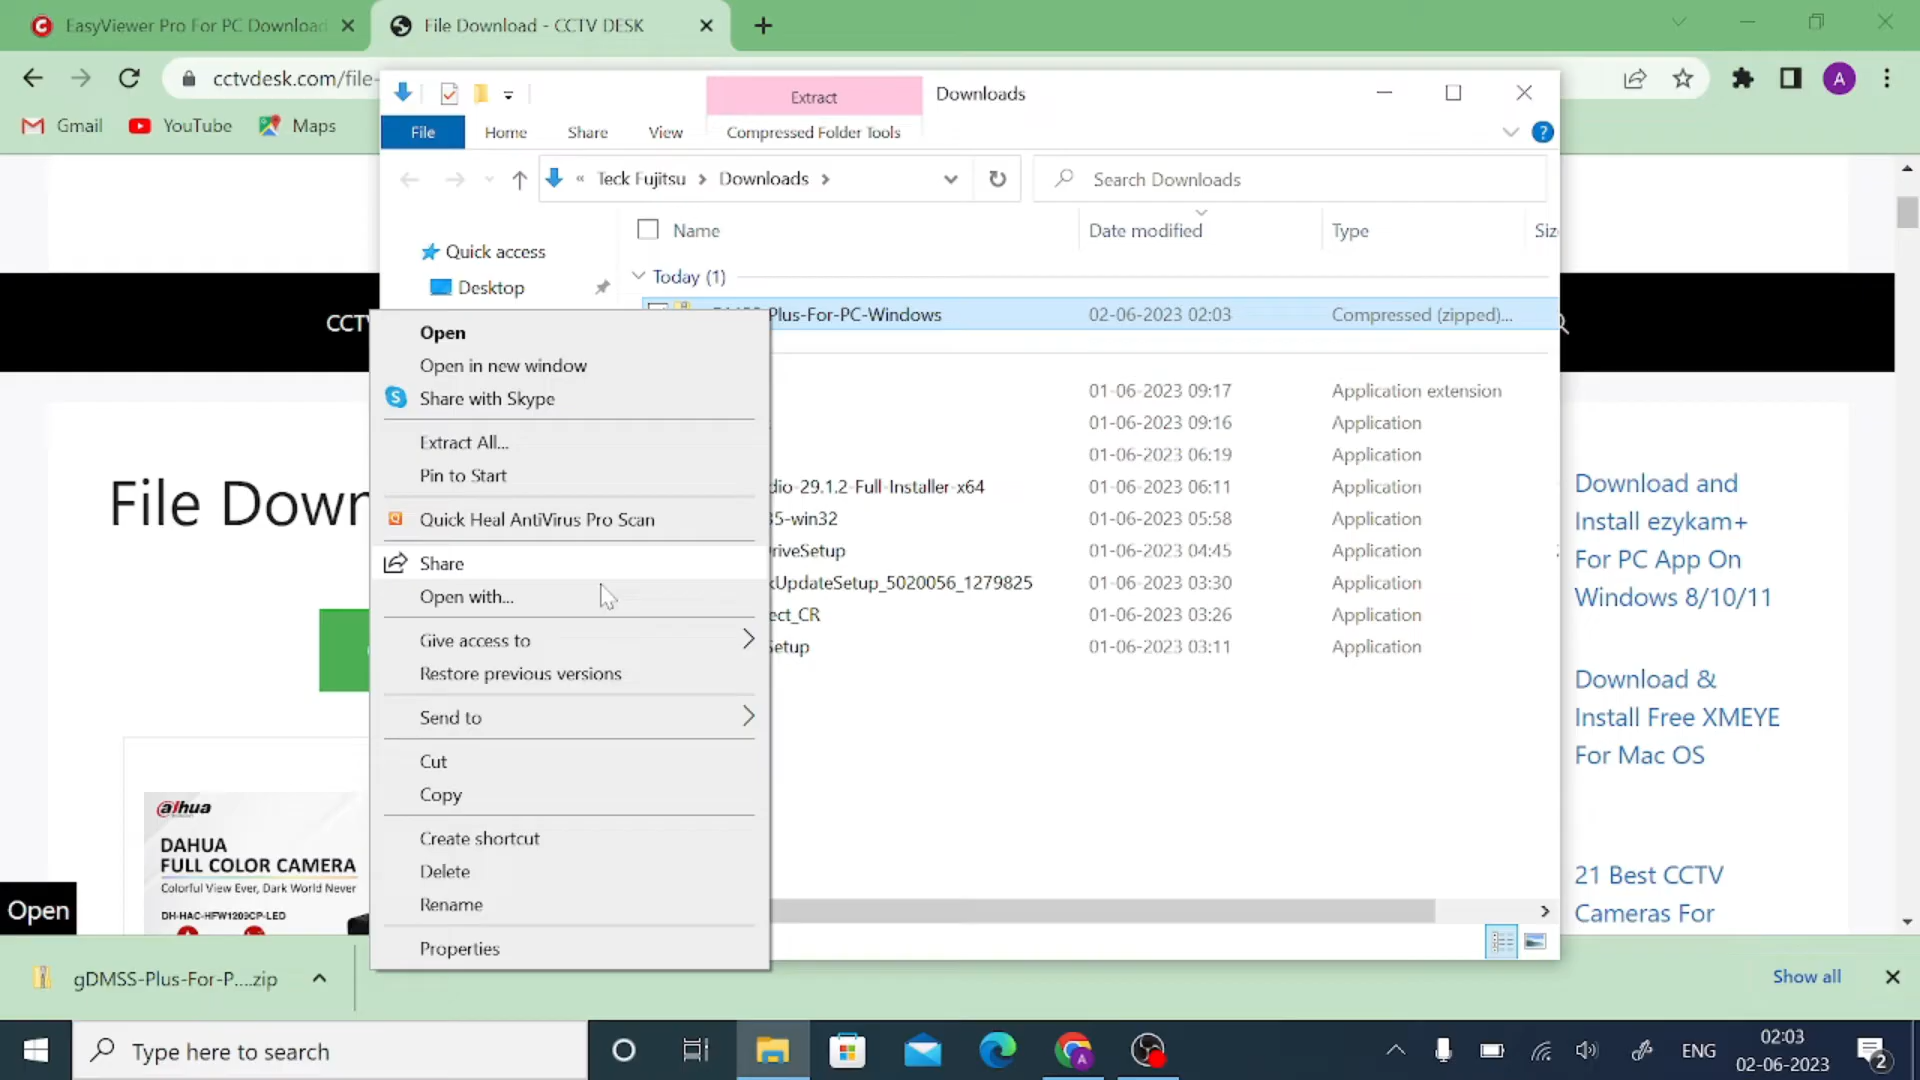 EasyViewer Pro For PC Download
File Download - CCTV DESK
cctvdesk.com/file-
Gmail
YouTube
Maps
Extract
Downloads
File
Home
Share
View
Compressed Folder Tools
« Teck Fujitsu > Downloads >
Search Downloads
Name
Date modified
Type
Siz
Quick access
Desktop
Today (1)
Plus-For-PC-Windows
02-06-2023 02:03
Compressed (zipped)...
CCT
Open
Open in new window
Share with Skype
Extract All...
Pin to Start
Quick Heal AntiVirus Pro Scan
Share
Open with...
Give access to
Restore previous versions
Send to
Cut
Copy
Create shortcut
Delete
Rename
Properties
01-06-2023 09:17 Application extension
01-06-2023 09:16 Application
01-06-2023 06:19 Application
dio-29.1.2-Full-Installer-x64 01-06-2023 06:11 Application
35-win32 01-06-2023 05:58 Application
riveSetup 01-06-2023 04:45 Application
kUpdateSetup_5020056_1279825 01-06-2023 03:30 Application
ect_CR 01-06-2023 03:26 Application
Setup 01-06-2023 03:11 Application
File Down
alhua
DAHUA
FULL COLOR CAMERA
Colorful View Ever, Dark World Never
DH-HAC-HFW1209CP-LED
Download and
Install ezykam+
For PC App On
Windows 8/10/11
Download &
Install Free XMEYE
For Mac OS
21 Best CCTV
Cameras For
Open
gDMSS-Plus-For-P....zip
Show all
Type here to search
ENG
02:03
02-06-2023
2
A
A